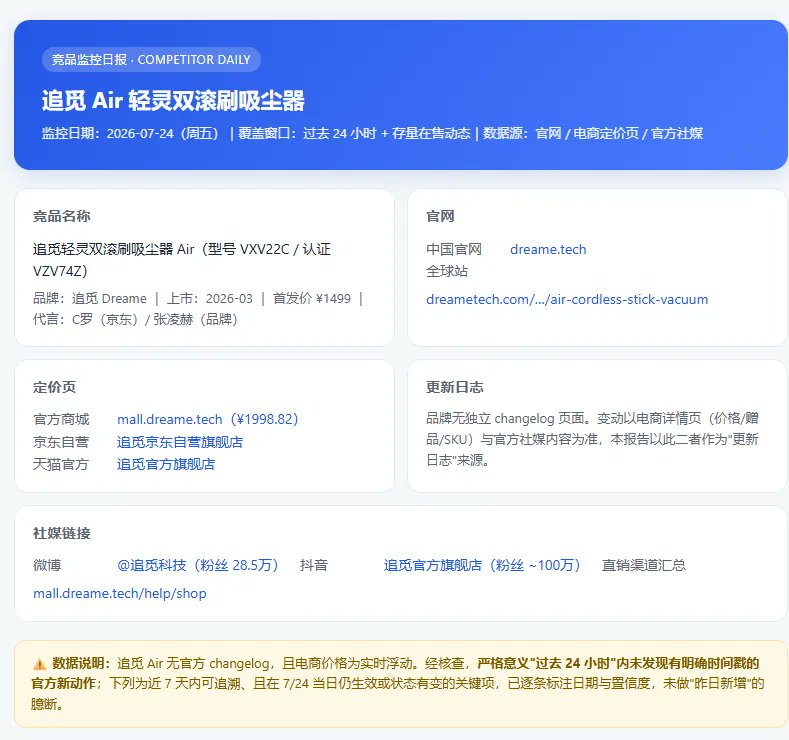 竞品监控日报 · COMPETITOR DAILY
追觅 Air 轻灵双滚刷吸尘器
监控日期：2026-07-24（周五） | 覆盖窗口：过去 24 小时 + 存量在售动态 | 数据源：官网 / 电商定价页 / 官方社媒
竞品名称
追觅轻灵双滚刷吸尘器 Air（型号 VXV22C / 认证
VZV74Z）
品牌：追觅 Dreame ｜ 上市：2026-03 ｜ 首发价 ¥1499 ｜
代言：C罗（京东）/ 张凌赫（品牌）
官网
中国官网 dreame.tech
全球站
dreametech.com/…/air-cordless-stick-vacuum
定价页
官方商城 mall.dreame.tech（¥1998.82）
京东自营 追觅京东自营旗舰店
天猫官方 追觅官方旗舰店
更新日志
品牌无独立 changelog 页面。变动以电商详情页（价格/赠
品/SKU）与官方社媒内容为准，本报告以此二者作为"更新
日志"来源。
社媒链接
微博 @追觅科技（粉丝 28.5万） 抖音 追觅官方旗舰店（粉丝 ~100万） 直销渠道汇总
mall.dreame.tech/help/shop
⚠️ 数据说明：追觅 Air 无官方 changelog，且电商价格为实时浮动。经核查，严格意义"过去 24 小时"内未发现有明确时间戳的
官方新动作；下列为近 7 天内可追溯、且在 7/24 当日仍生效或状态有变的关键项，已逐条标注日期与置信度，未做"昨日新增"的
臆断。